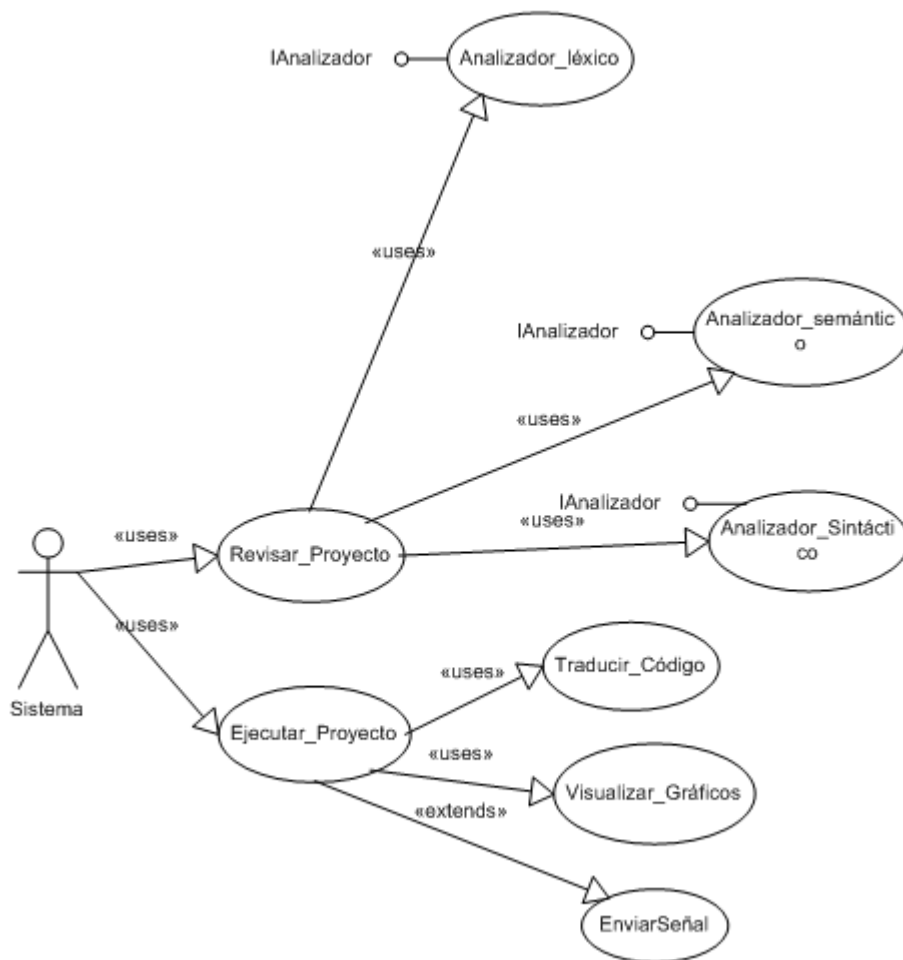 IAnalizador
Analizador_léxico
«uses»
IAnalizador
Analizador_semántic
o
«uses»
IAnalizador
«uses»
Analizador_Sintácti
co
«uses»
Revisar_Proyecto
«uses»
Sistema
«uses»
Traducir_Código
Ejecutar_Proyecto
«uses»
Visualizar_Gráficos
«extends»
EnviarSeñal